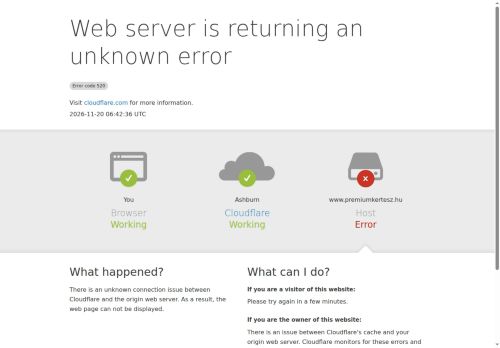 Web server is returning an
unknown error
Error code 520
Visit cloudflare.com for more information.
2026-11-20 06:42:36 UTC
You
Browser
Working
Ashburn
Cloudflare
Working
www.premiumkertesz.hu
Host
Error
What happened?
There is an unknown connection issue between
Cloudflare and the origin web server. As a result, the
web page can not be displayed.
What can I do?
If you are a visitor of this website:
Please try again in a few minutes.
If you are the owner of this website:
There is an issue between Cloudflare's cache and your
origin web server. Cloudflare monitors for these errors and